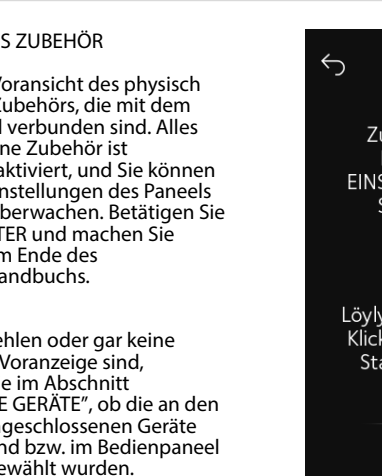 S ZUBEHÖR
Voransicht des physisch
Zubehörs, die mit dem
verbunden sind. Alles
ne Zubehör ist
aktiviert, und Sie können
nstellungen des Paneels
berwachen. Betätigen Sie
TER und machen Sie
m Ende des
andbuchs.
ehlen oder gar keine
Voranzeige sind,
e im Abschnitt
E GERÄTE", ob die an den
geschlossenen Geräte
nd bzw. im Bedienpaneel
ewählt wurden.
Zu
EINS
S
Löyly
Klick
Sta